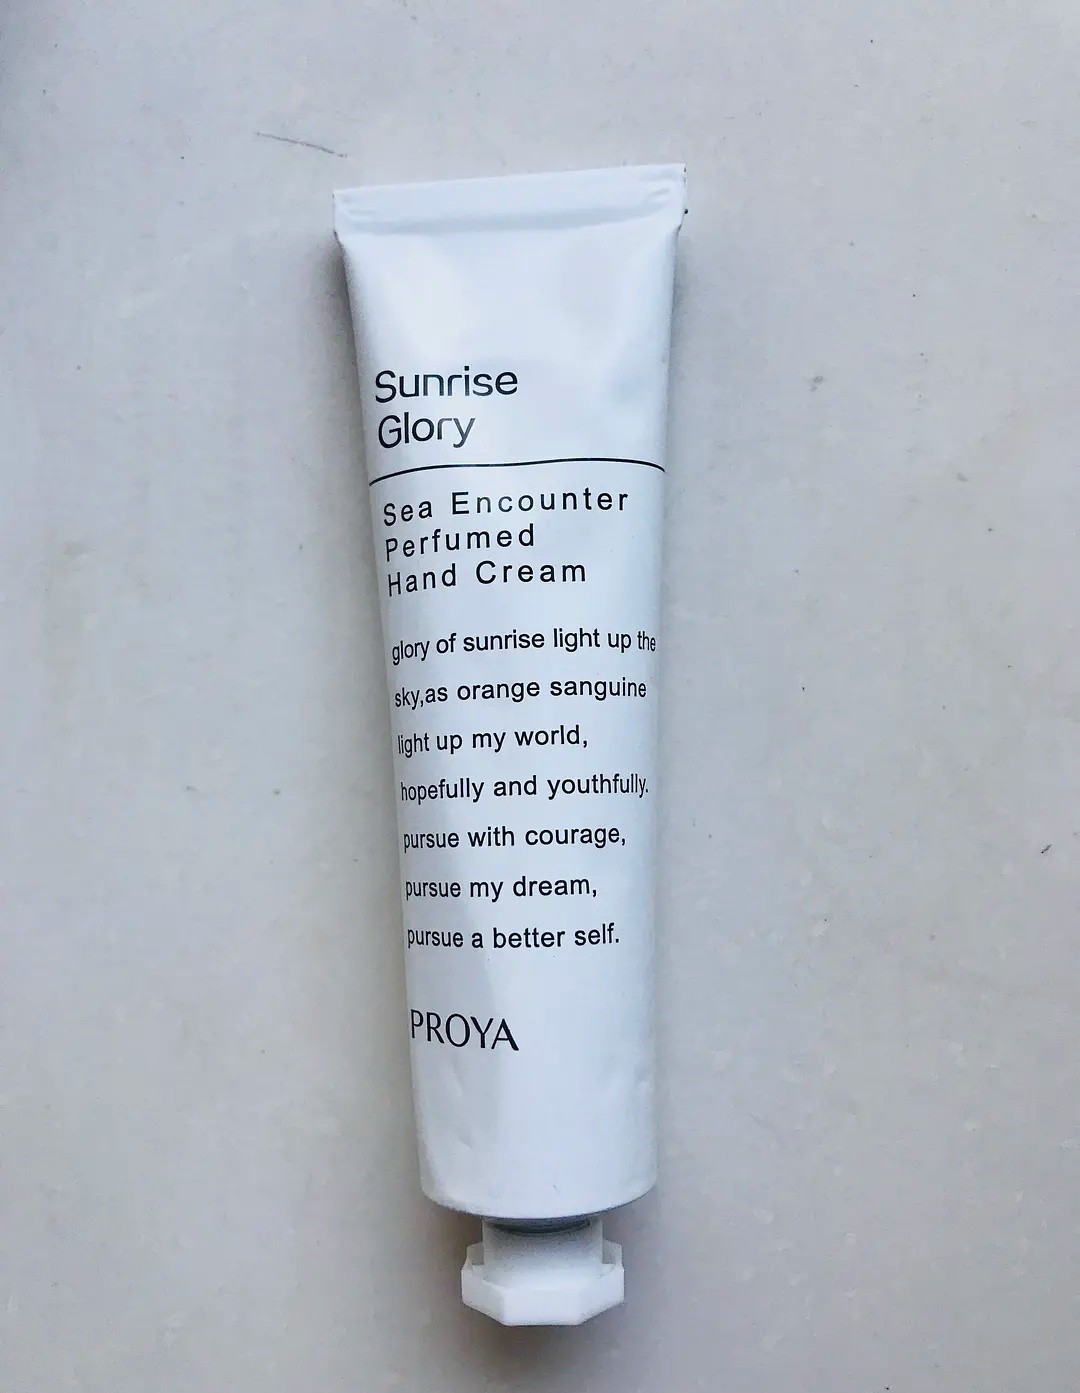 Sunrise
Glory
Sea Encounter
Perfumed
Hand Cream
glory of sunrise light up the
sky,as orange sanguine
light up my world,
hopefully and youthfully.
pursue with courage,
pursue my dream,
pursue a better self.
PROYA